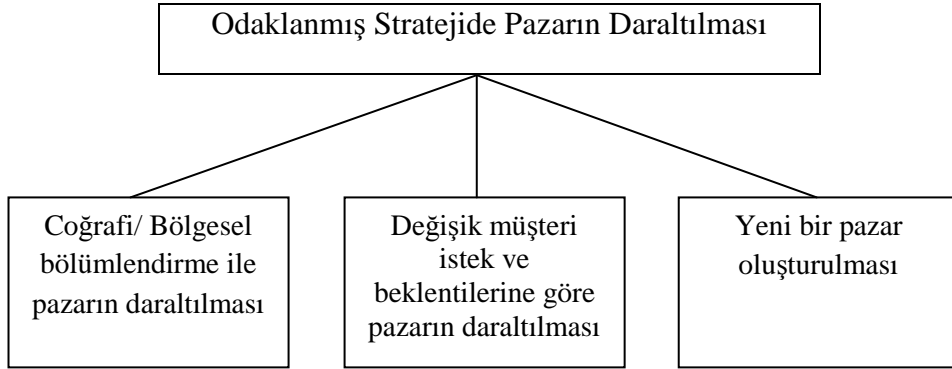 Odaklanmış Stratejide Pazarın Daraltılması
Coğrafi/ Bölgesel
bölümlendirme ile
pazarın daraltılması
Değişik müşteri
istek ve
beklentilerine göre
pazarın daraltılması
Yeni bir pazar
oluşturulması